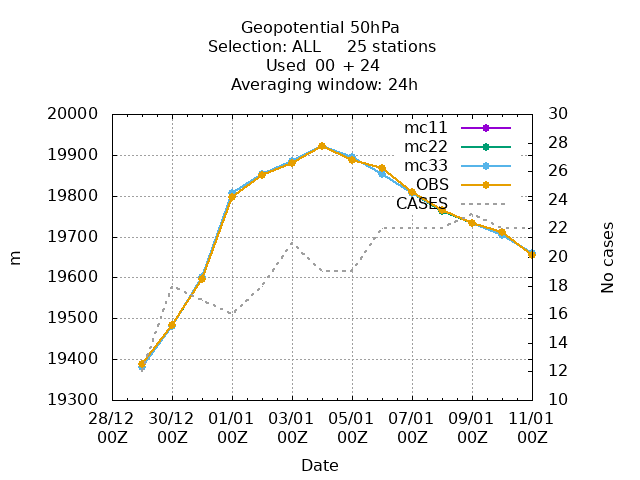 Geopotential 50hPa
Selection: ALL 25 stations
Used 00 + 24
Averaging window: 24h
20000
19900
19800
19700
19600
19500
19400
19300
m
30
28
26
24
22
20
18
16
14
12
10
No cases
mc11
mc22
mc33
OBS
CASES
28/12 30/12 01/01 03/01 05/01 07/01 09/01 11/01
00Z 00Z 00Z 00Z 00Z 00Z 00Z 00Z
Date